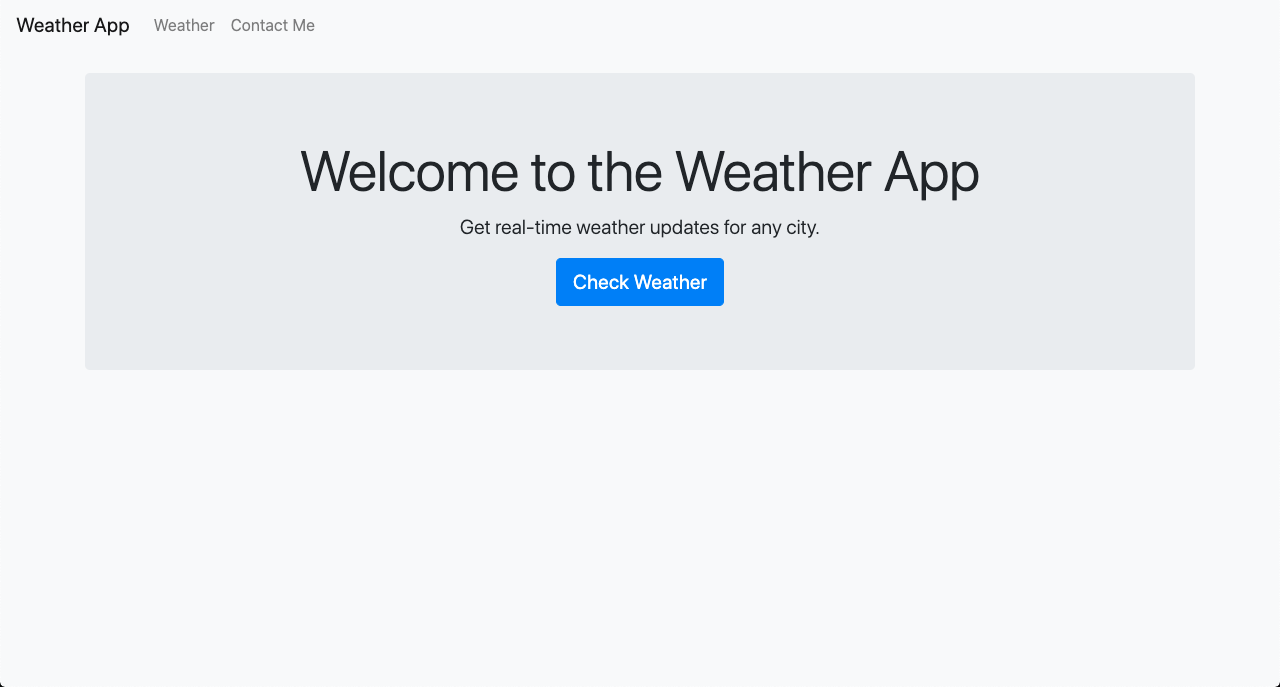 Weather App Weather Contact Me
Welcome to the Weather App
Get real-time weather updates for any city.
Check Weather